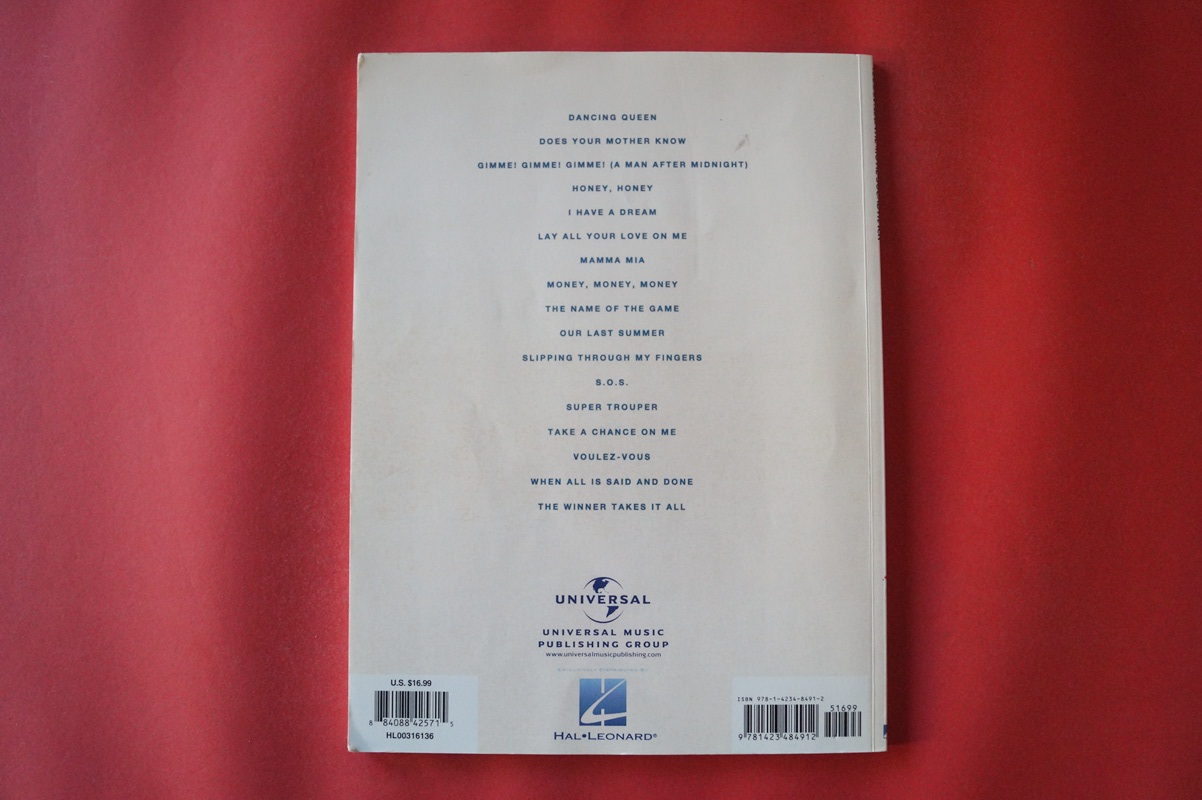 DANCING QUEEN
DOES YOUR MOTHER KNOW
GIMME! GIMME! GIMME! (A MAN AFTER MIDNIGHT)
HONEY, HONEY
I HAVE A DREAM
LAY ALL YOUR LOVE ON ME
MAMMA MIA
MONEY, MONEY, MONEY
THE NAME OF THE GAME
OUR LAST SUMMER
SLIPPING THROUGH MY FINGERS
S.O.S.
SUPER TROUPER
TAKE A CHANCE ON ME
VOULEZ-VOUS
WHEN ALL IS SAID AND DONE
THE WINNER TAKES IT ALL
UNIVERSAL
UNIVERSAL MUSIC
PUBLISHING GROUP
www.universalmusicpublishing.com
EXCLUSIVELY DISTRIBUTED BY
HAL•LEONARD®
U.S. $16.99
8 84088 42571 5
HL00316136
ISBN 978-1-4234-8491-2
51699
9 781423 484912